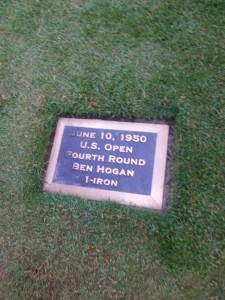 June 10, 1950
U.S. Open
Fourth Round
Ben Hogan
1-iron